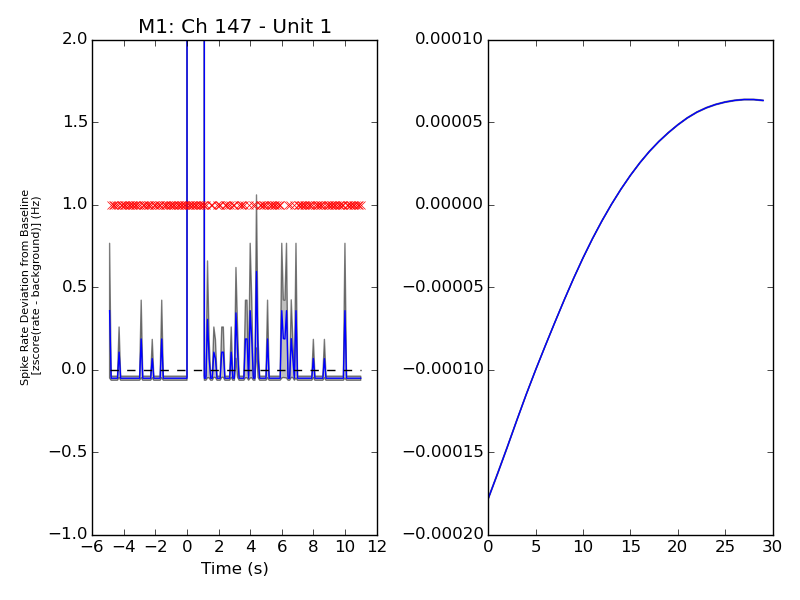 M1: Ch 147 - Unit 1
2.0
1.5
1.0
0.5
0.0
−0.5
−1.0
Spike Rate Deviation from Baseline
[zscore(rate - background)] (Hz)
−6 −4 −2 0 2 4 6 8 10 12
Time (s)
0.00010
0.00005
0.00000
−0.00005
−0.00010
−0.00015
−0.00020
0 5 10 15 20 25 30